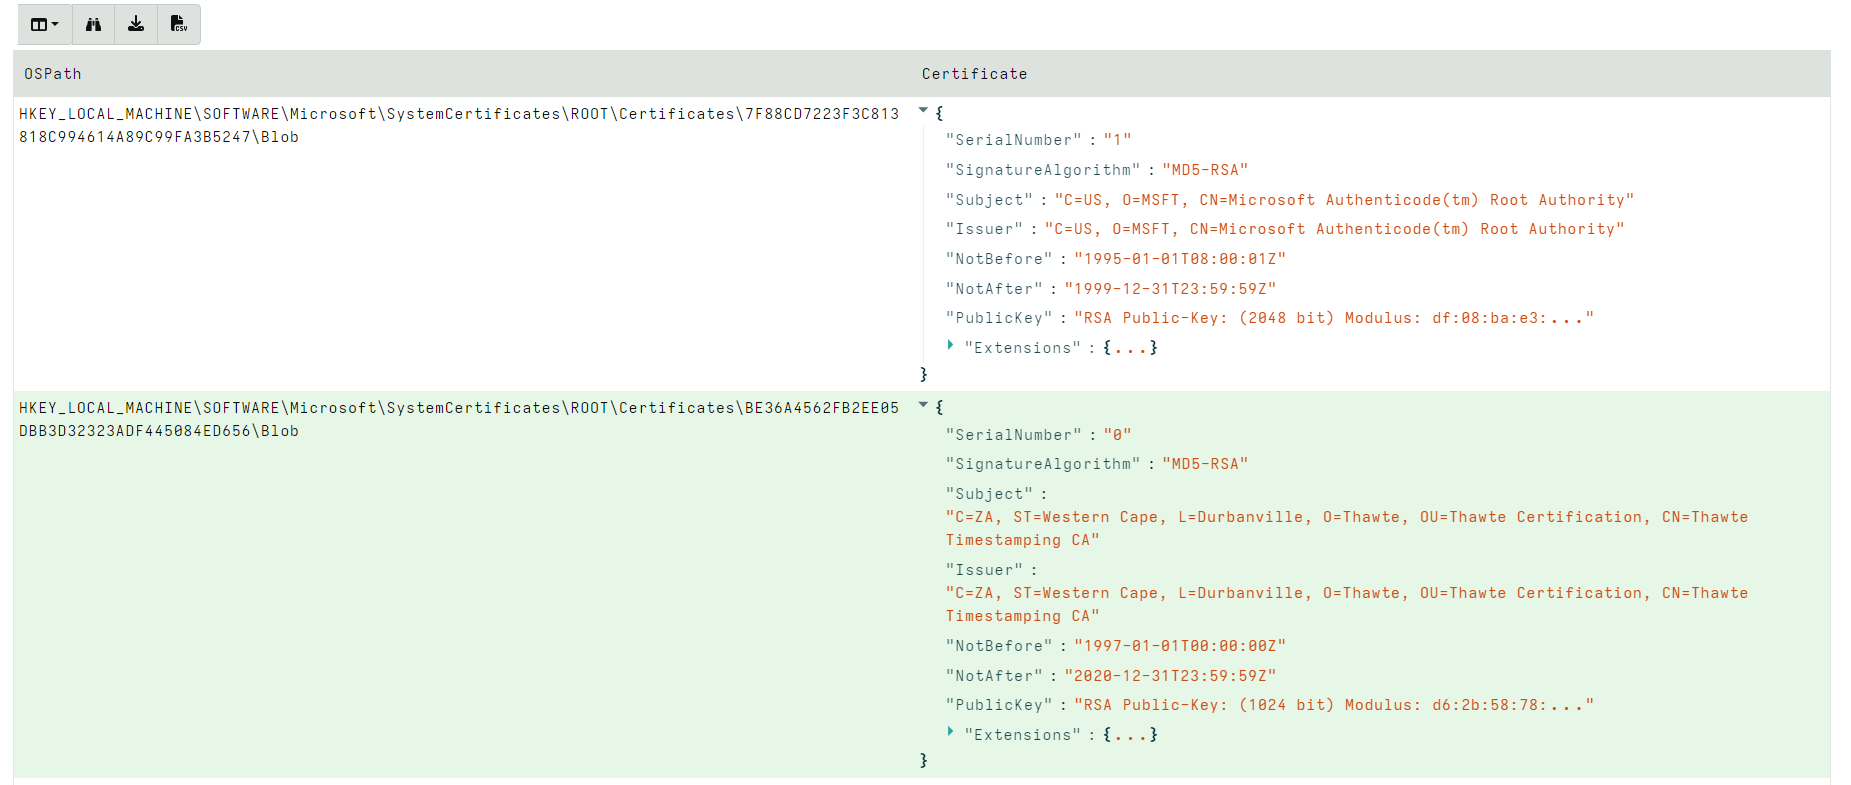 CSV
OSPath Certificate
HKEY_LOCAL_MACHINE\SOFTWARE\Microsoft\SystemCertificates\ROOT\Certificates\7F88CD7223F3C813
818C994614A89C99FA3B5247\Blob
{
"SerialNumber" : "1"
"SignatureAlgorithm" : "MD5-RSA"
"Subject" : "C=US, O=MSFT, CN=Microsoft Authenticode(tm) Root Authority"
"Issuer" : "C=US, O=MSFT, CN=Microsoft Authenticode(tm) Root Authority"
"NotBefore" : "1995-01-01T08:00:01Z"
"NotAfter" : "1999-12-31T23:59:59Z"
"PublicKey" : "RSA Public-Key: (2048 bit) Modulus: df:08:ba:e3:..."
"Extensions" : {...}
}
HKEY_LOCAL_MACHINE\SOFTWARE\Microsoft\SystemCertificates\ROOT\Certificates\BE36A4562FB2EE05
DBB3D32323ADF445084ED656\Blob
{
"SerialNumber" : "0"
"SignatureAlgorithm" : "MD5-RSA"
"Subject" :
"C=ZA, ST=Western Cape, L=Durbanville, O=Thawte, OU=Thawte Certification, CN=Thawte
Timestamping CA"
"Issuer" :
"C=ZA, ST=Western Cape, L=Durbanville, O=Thawte, OU=Thawte Certification, CN=Thawte
Timestamping CA"
"NotBefore" : "1997-01-01T00:00:00Z"
"NotAfter" : "2020-12-31T23:59:59Z"
"PublicKey" : "RSA Public-Key: (1024 bit) Modulus: d6:2b:58:78:..."
"Extensions" : {...}
}